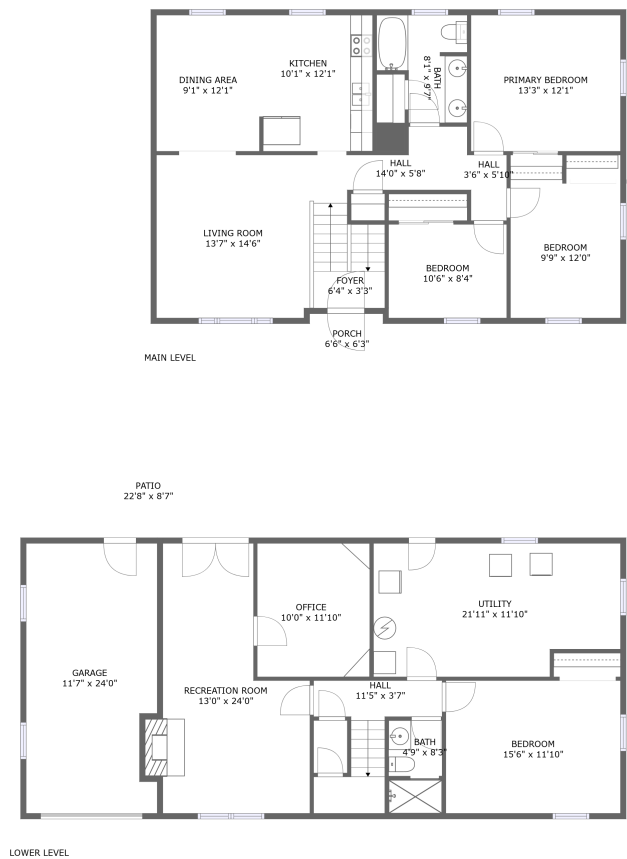 DINING AREA
9'1" x 12'1"
KITCHEN
10'1" x 12'1"
BATH
8'1" x 9'7"
PRIMARY BEDROOM
13'3" x 12'1"
HALL
14'0" x 5'8"
HALL
3'6" x 5'10"
LIVING ROOM
13'7" x 14'6"
BEDROOM
9'9" x 12'0"
BEDROOM
10'6" x 8'4"
FOYER
6'4" x 3'3"
PORCH
6'6" x 6'3"
MAIN LEVEL
PATIO
22'8" x 8'7"
OFFICE
10'0" x 11'10"
UTILITY
21'11" x 11'10"
GARAGE
11'7" x 24'0"
RECREATION ROOM
13'0" x 24'0"
HALL
11'5" x 3'7"
BATH
4'9" x 8'3"
BEDROOM
15'6" x 11'10"
LOWER LEVEL